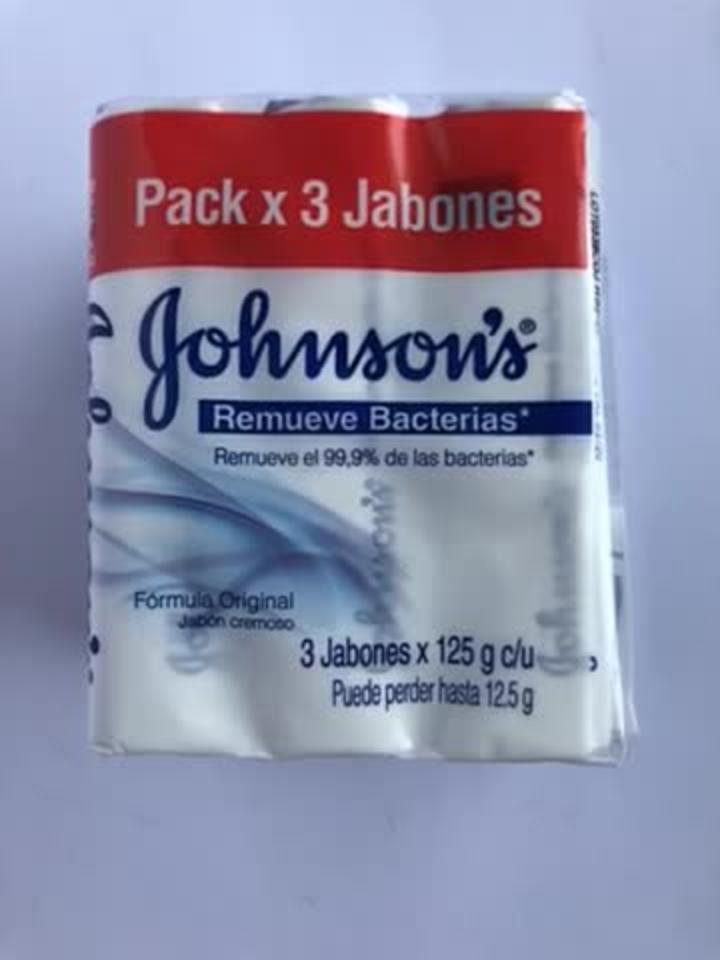 Pack x 3 Jabones
Johnson's®
Remueve Bacterias*
Remueve el 99,9% de las bacterias*
Fórmula Original
Jabón cremoso
3 Jabones x 125 g c/u
Puede perder hasta 12.5 g
Johnson's